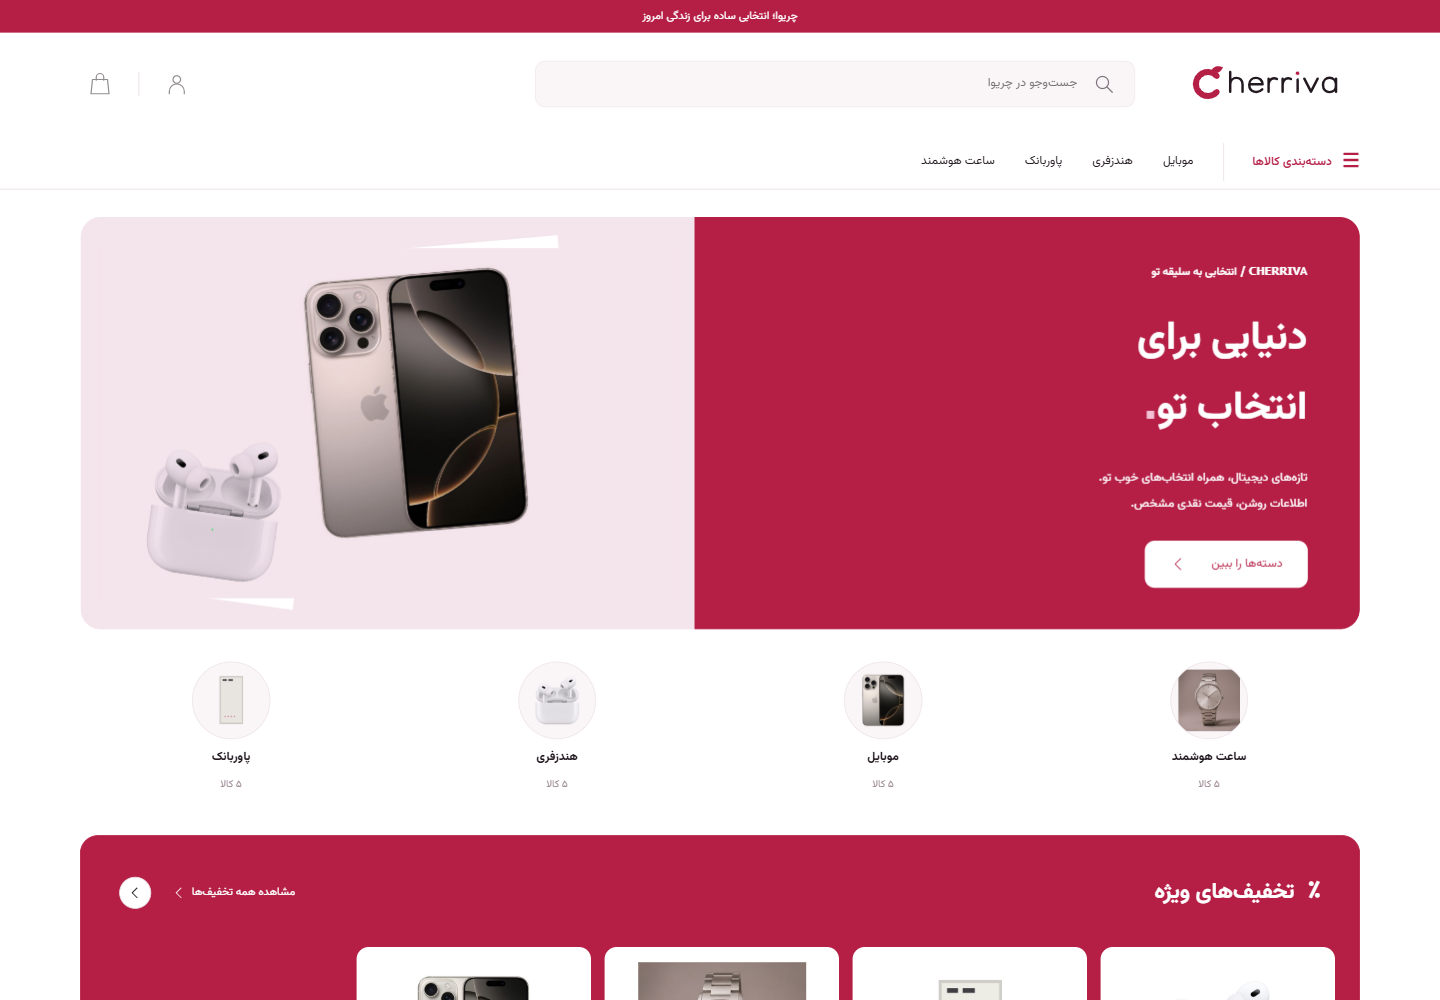 چریوا؛ انتخابی ساده برای زندگی امروز
Cherriva
جست‌وجو در چریوا
دسته‌بندی کالاها
موبایل
هندزفری
پاوربانک
ساعت هوشمند
CHERRIVA / انتخابی به سلیقه تو
دنیایی برای
انتخاب تو.
تازه‌های دیجیتال، همراه انتخاب‌های خوب تو.
اطلاعات روشن، قیمت نقدی مشخص.
دسته‌ها را ببین
ساعت هوشمند
۵ کالا
موبایل
۵ کالا
هندزفری
۵ کالا
پاوربانک
۵ کالا
٪ تخفیف‌های ویژه
مشاهده همه تخفیف‌ها